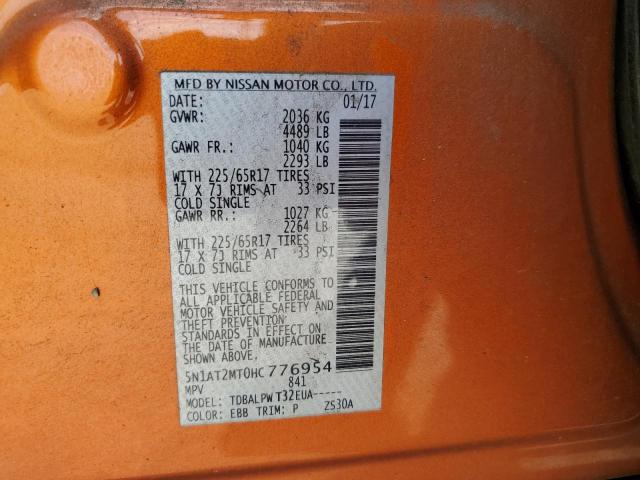 MFD BY NISSAN MOTOR CO., LTD.
DATE: 01/17
GVWR: 2036 KG
4489 LB
GAWR FR.: 1040 KG
2293 LB
WITH 225/65R17 TIRES
17 X 7J RIMS AT 33 PSI
COLD SINGLE
GAWR RR.: 1027 KG
2264 LB
WITH 225/65R17 TIRES
17 X 7J RIMS AT 33 PSI
COLD SINGLE
THIS VEHICLE CONFORMS TO
ALL APPLICABLE FEDERAL
MOTOR VEHICLE SAFETY AND
THEFT PREVENTION
STANDARDS IN EFFECT ON
THE DATE OF MANUFACTURE
SHOWN ABOVE.
5N1AT2MT0HC776954
MPV 841
MODEL: TDBALPWT32EUA-----
COLOR: EBB TRIM: P ZS30A